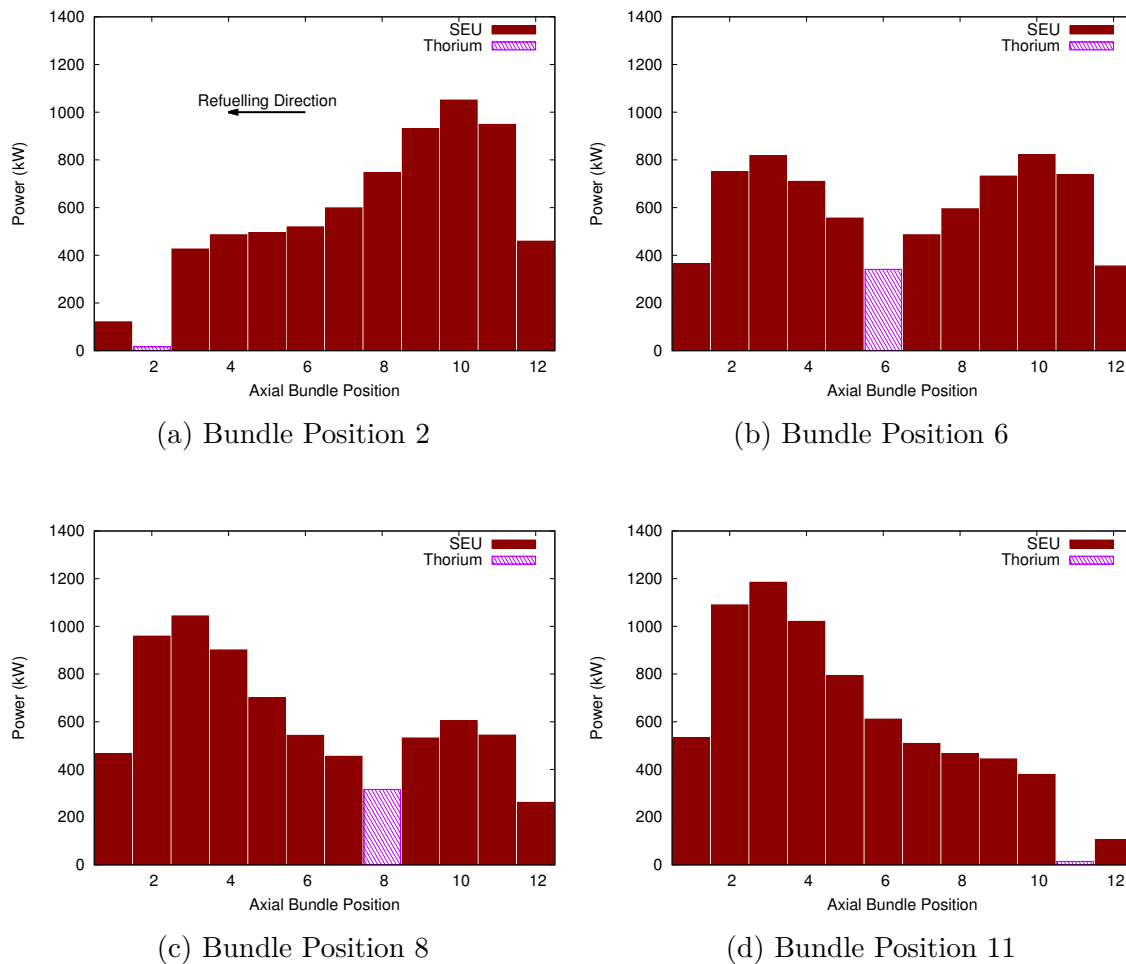 1400
1200
1000
800
600
400
200
0
Power (kW)
SEU
Thorium
Refuelling Direction
2 4 6 8 10 12
Axial Bundle Position
(a) Bundle Position 2
1400
1200
1000
800
600
400
200
0
Power (kW)
SEU
Thorium
2 4 6 8 10 12
Axial Bundle Position
(b) Bundle Position 6
1400
1200
1000
800
600
400
200
0
Power (kW)
SEU
Thorium
2 4 6 8 10 12
Axial Bundle Position
(c) Bundle Position 8
1400
1200
1000
800
600
400
200
0
Power (kW)
SEU
Thorium
2 4 6 8 10 12
Axial Bundle Position
(d) Bundle Position 11